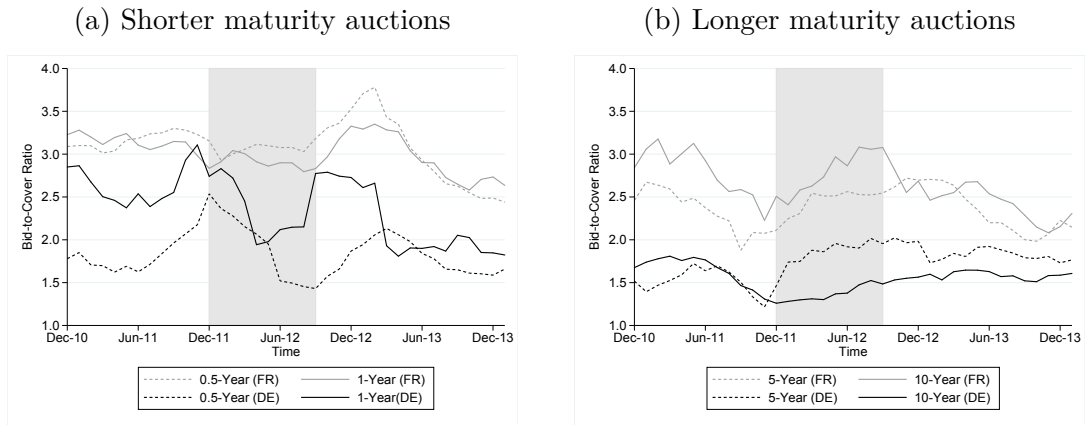 (a) Shorter maturity auctions
4.0
3.5
3.0
2.5
2.0
1.5
1.0
Bid-to-Cover Ratio
Dec-10 Jun-11 Dec-11 Jun-12 Dec-12 Jun-13 Dec-13
Time
0.5-Year (FR) 1-Year (FR)
0.5-Year (DE) 1-Year(DE)
(b) Longer maturity auctions
4.0
3.5
3.0
2.5
2.0
1.5
1.0
Bid-to-Cover Ratio
Dec-10 Jun-11 Dec-11 Jun-12 Dec-12 Jun-13 Dec-13
Time
5-Year (FR) 10-Year (FR)
5-Year (DE) 10-Year (DE)